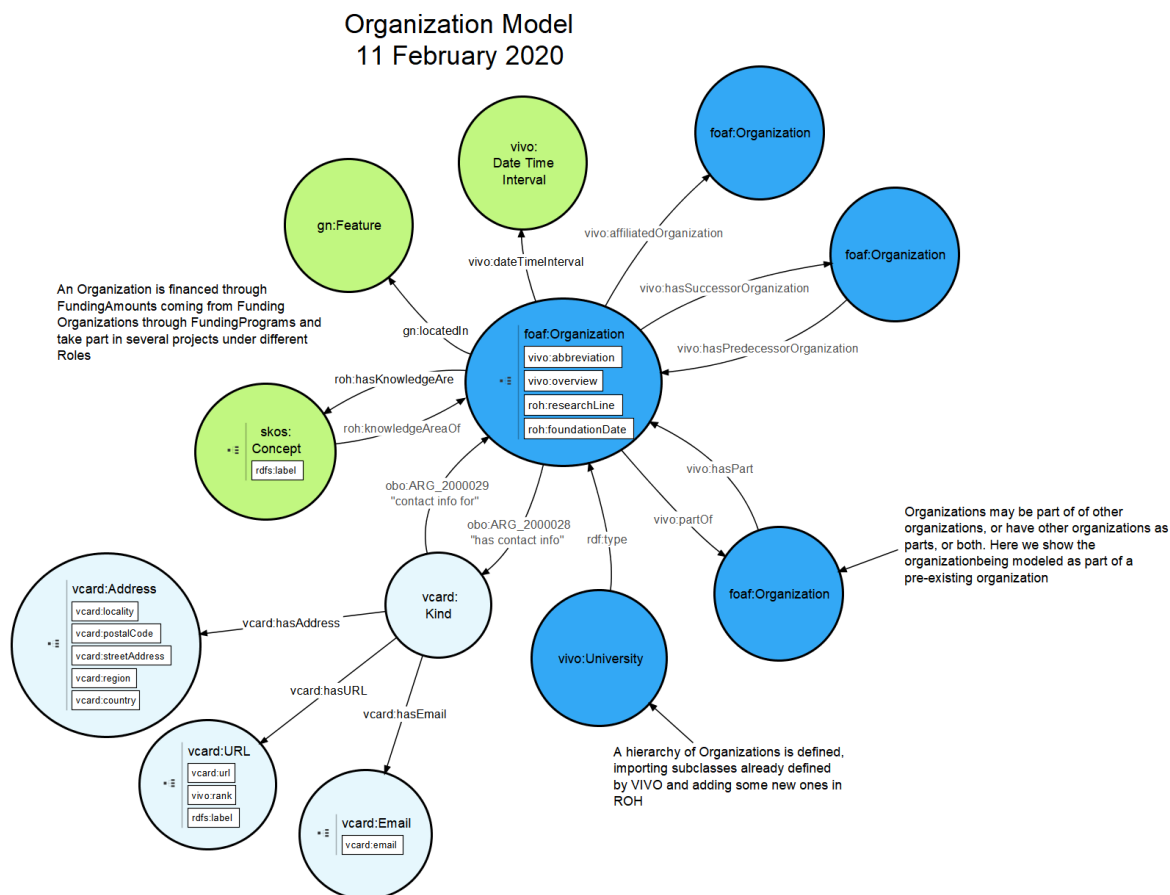 Organization Model
11 February 2020
foaf:Organization
vivo:
Date Time
Interval
gn:Feature
vivo:affiliatedOrganization
foaf:Organization
vivo:dateTimeInterval
An Organization is financed through
FundingAmounts coming from Funding
Organizations through FundingPrograms and
take part in several projects under different
Roles
vivo:hasSuccessorOrganization
gn:locatedIn
foaf:Organization
vivo:abbreviation
vivo:overview
roh:researchLine
roh:foundationDate
vivo:hasPredecessorOrganization
roh:hasKnowledgeAre
roh:knowledgeAreaOf
skos:
Concept
rdfs:label
vivo:hasPart
obo:ARG_2000029
"contact info for"
obo:ARG_2000028
"has contact info"
rdf:type
vivo:partOf
Organizations may be part of of other
organizations, or have other organizations as
parts, or both. Here we show the
organizationbeing modeled as part of a
pre-existing organization
foaf:Organization
vcard:
Kind
vcard:Address
vcard:locality
vcard:postalCode
vcard:streetAddress
vcard:region
vcard:country
vcard:hasAddress
vivo:University
vcard:hasURL
vcard:hasEmail
vcard:URL
vcard:url
vivo:rank
rdfs:label
A hierarchy of Organizations is defined,
importing subclasses already defined
by VIVO and adding some new ones in
ROH
vcard:Email
vcard:email